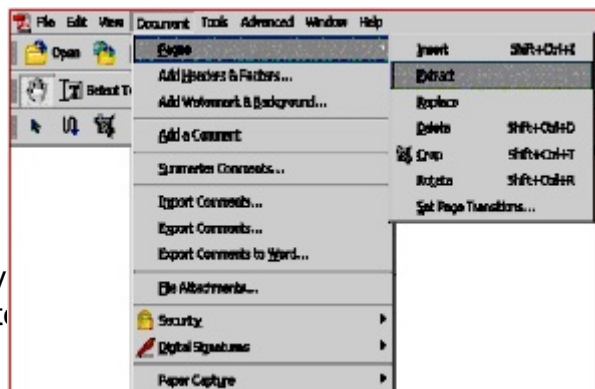 File Edit View Document Tools Advanced Window Help
Open
Select T
Pages
Add Headers & Footers...
Add Watermark & Background...
Add a Comment
Summarize Comments...
Import Comments...
Export Comments...
Export Comments to Word...
File Attachments...
Security
Digital Signatures
Paper Capture
Insert Shift+Ctrl+I
Extract
Replace
Delete Shift+Ctrl+D
Crop Shift+Ctrl+T
Rotate Shift+Ctrl+R
Set Page Transitions...
y